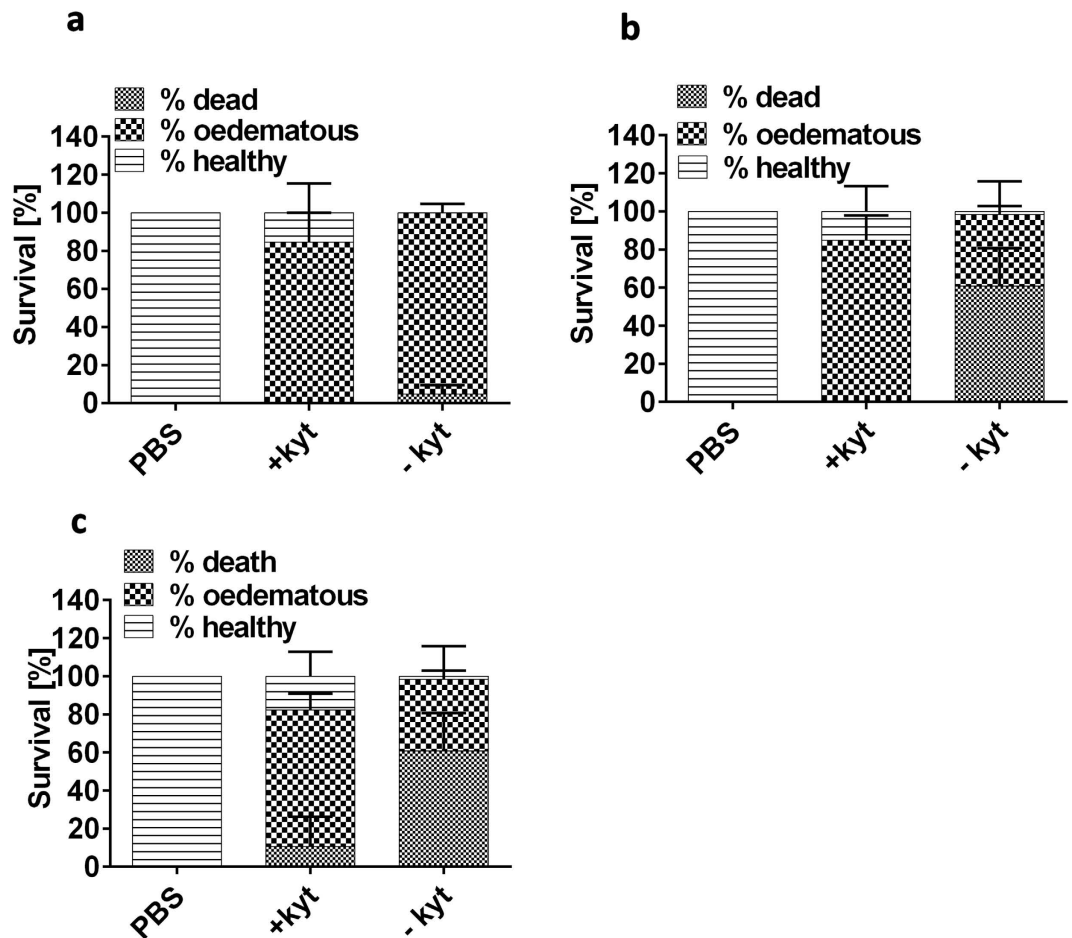 a
% dead
% oedematous
% healthy
140
120
100
80
60
40
20
0
Survival [%]
PBS
+kyt
- kyt
b
% dead
% oedematous
% healthy
140
120
100
80
60
40
20
0
Survival [%]
PBS
+kyt
- kyt
c
% death
% oedematous
% healthy
140
120
100
80
60
40
20
0
Survival [%]
PBS
+kyt
- kyt